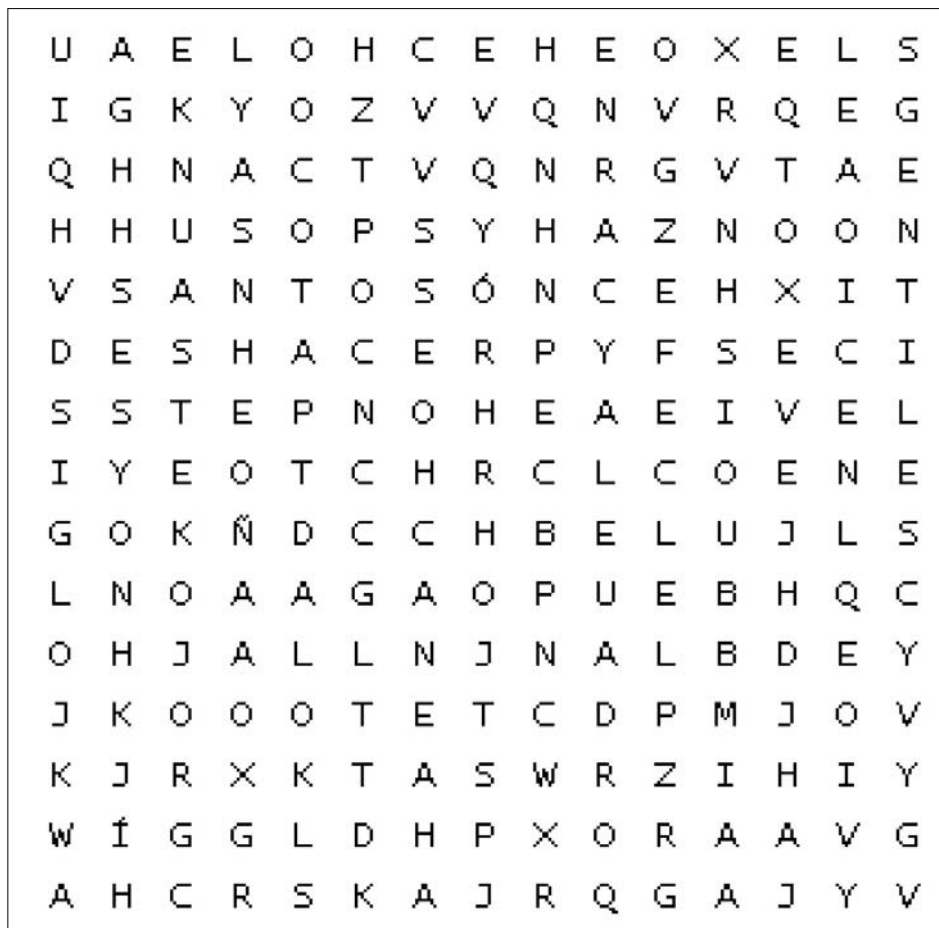 U A E L O H C E H E O X E L S
I G K Y O Z V V Q N V R Q E G
Q H N A C T V Q N R G V T A E
H H U S O P S Y H A Z N O O N
V S A N T O S Ó N C E H X I T
D E S H A C E R P Y F S E C I
S S T E P N O H E A E I V E L
I Y E O T C H R C L C O E N E
G O K Ñ D C C H B E L U J L S
L N O A A G A O P U E B H Q C
O H J A L L N J N A L B D E Y
J K O O O T E T C D P M J O V
K J R X K T A S W R Z I H I Y
W Í G G L D H P X O R A A V G
A H C R S K A J R Q G A J Y V